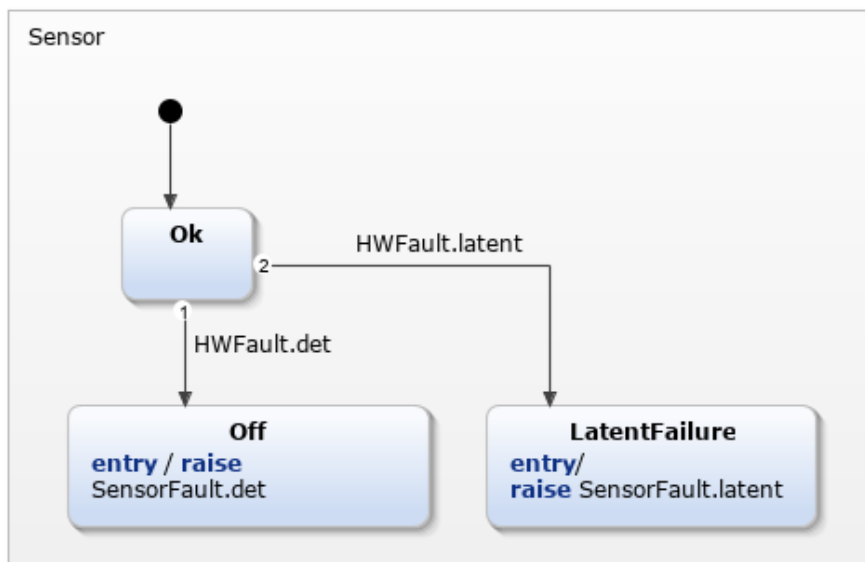 Sensor
Ok
2
HWFault.latent
1
HWFault.det
Off
entry / raise
SensorFault.det
LatentFailure
entry/
raise SensorFault.latent